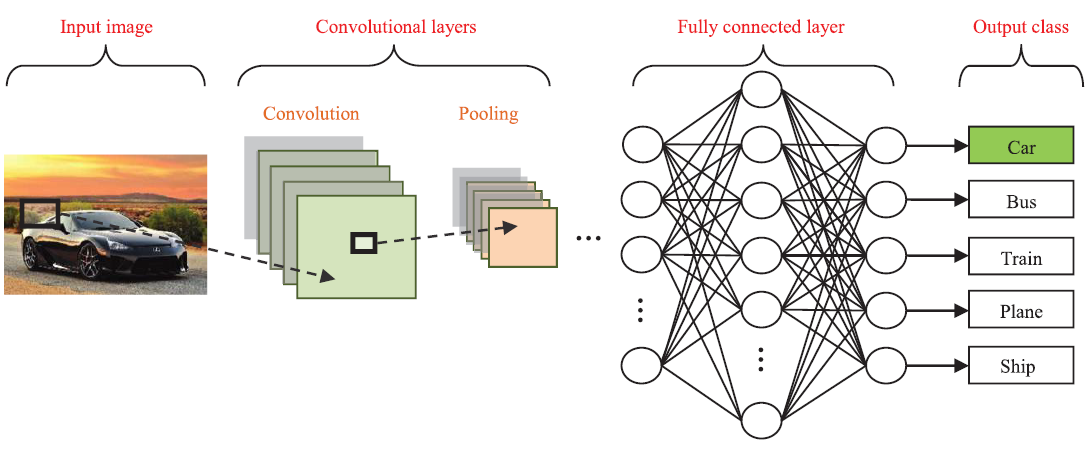 Input image
Convolutional layers
Fully connected layer
Output class
Convolution
Pooling
Car
Bus
Train
Plane
Ship